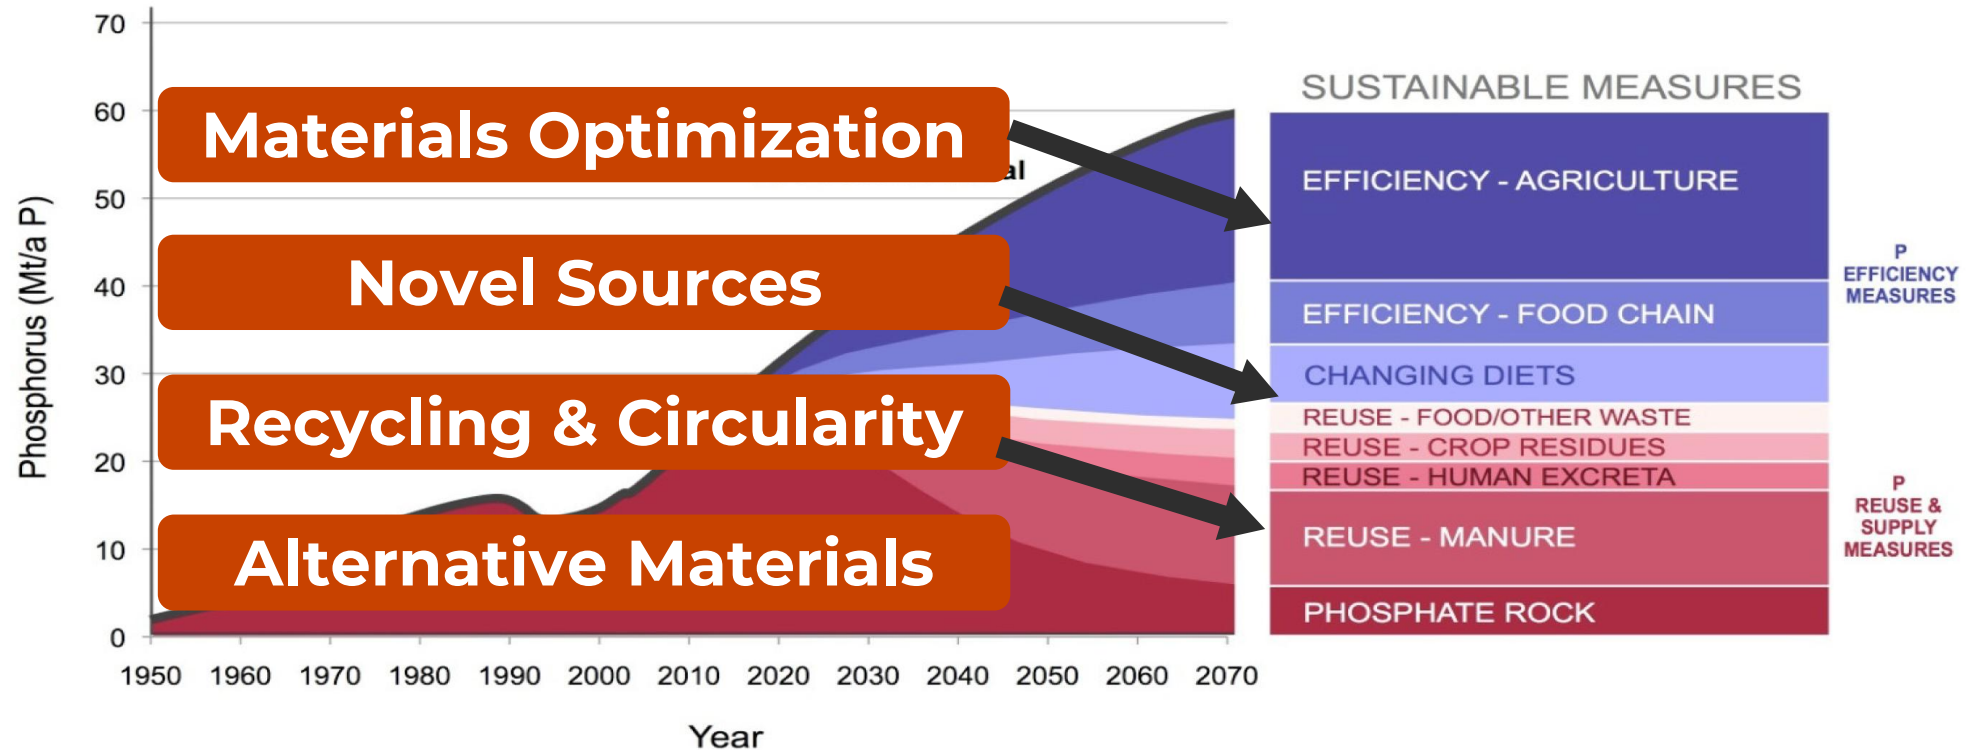 70
60
50
40
30
20
10
0
Phosphorus (Mt/a P)
1950 1960 1970 1980 1990 2000 2010 2020 2030 2040 2050 2060 2070
Year
Materials Optimization
Novel Sources
Recycling & Circularity
Alternative Materials
SUSTAINABLE MEASURES
EFFICIENCY - AGRICULTURE
EFFICIENCY - FOOD CHAIN
CHANGING DIETS
REUSE - FOOD/OTHER WASTE
REUSE - CROP RESIDUES
REUSE - HUMAN EXCRETA
REUSE - MANURE
PHOSPHATE ROCK
P
EFFICIENCY
MEASURES
P
REUSE &
SUPPLY
MEASURES